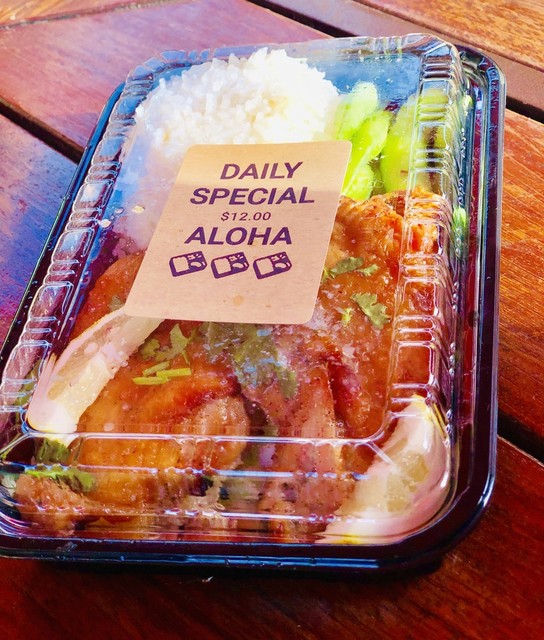 DAILY
SPECIAL
$12.00
ALOHA